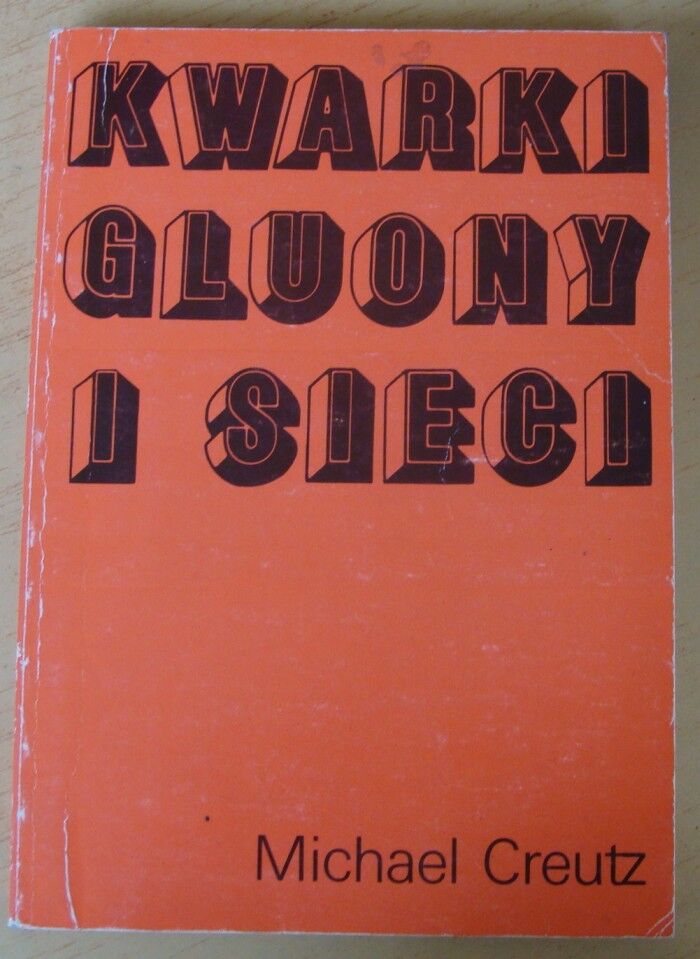 KWARKI
GLUONY
I SIECI
Michael Creutz